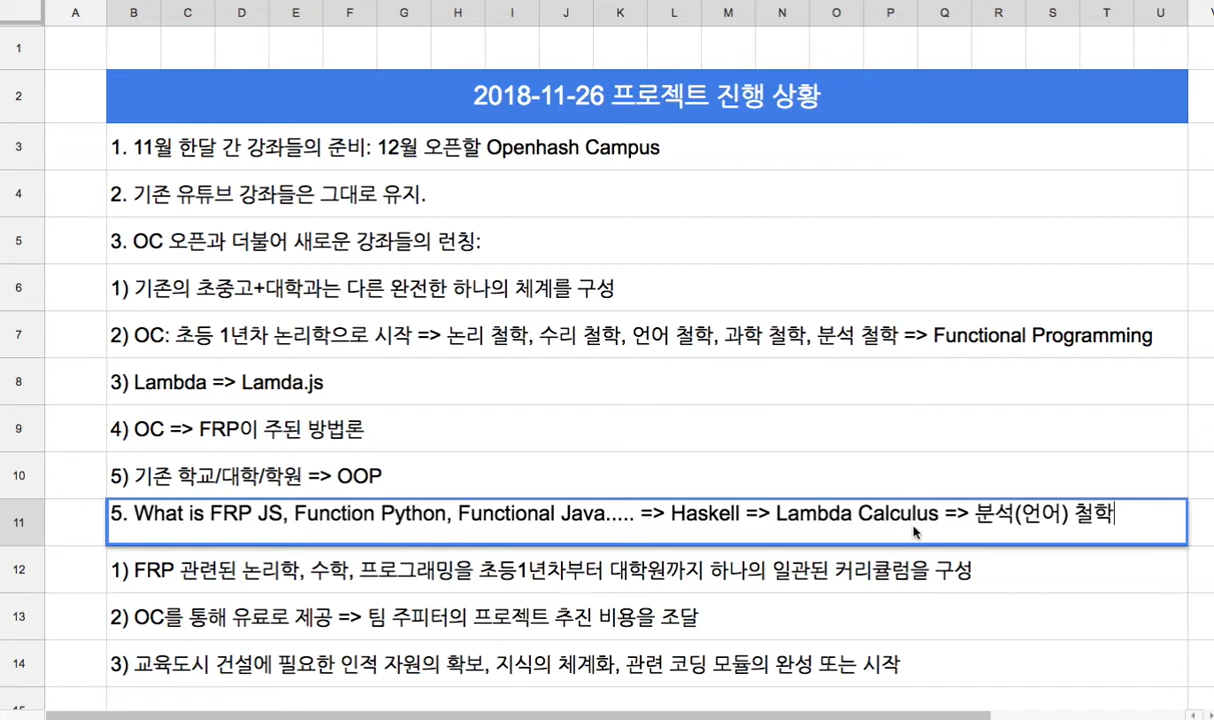 A B C D E F G H I J K L M N O P Q R S T U
1
2 2018-11-26 프로젝트 진행 상황
3 1. 11월 한달 간 강좌들의 준비: 12월 오픈할 Openhash Campus
4 2. 기존 유튜브 강좌들은 그대로 유지.
5 3. OC 오픈과 더불어 새로운 강좌들의 런칭:
6 1) 기존의 초중고+대학과는 다른 완전한 하나의 체계를 구성
7 2) OC: 초등 1년차 논리학으로 시작 => 논리 철학, 수리 철학, 언어 철학, 과학 철학, 분석 철학 => Functional Programming
8 3) Lambda => Lamda.js
9 4) OC => FRP이 주된 방법론
10 5) 기존 학교/대학/학원 => OOP
11 5. What is FRP JS, Function Python, Functional Java..... => Haskell => Lambda Calculus => 분석(언어) 철학
12 1) FRP 관련된 논리학, 수학, 프로그래밍을 초등1년차부터 대학원까지 하나의 일관된 커리큘럼을 구성
13 2) OC를 통해 유료로 제공 => 팀 주피터의 프로젝트 추진 비용을 조달
14 3) 교육도시 건설에 필요한 인적 자원의 확보, 지식의 체계화, 관련 코딩 모듈의 완성 또는 시작